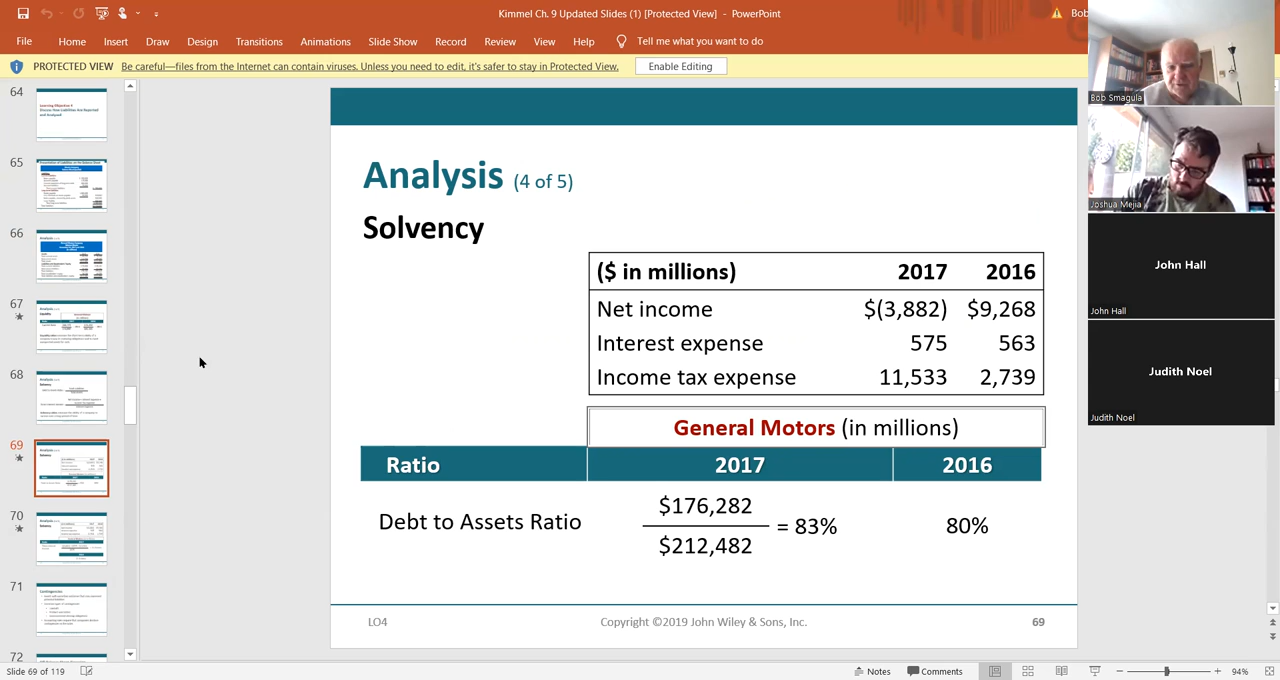 Kimmel Ch. 9 Updated Slides (1) [Protected View] - PowerPoint
Bob
File Home Insert Draw Design Transitions Animations Slide Show Record Review View Help Tell me what you want to do
PROTECTED VIEW Be careful—files from the Internet can contain viruses. Unless you need to edit, it's safer to stay in Protected View. Enable Editing
64
65
66
67
68
69
70
71
72
Contingencies
Analysis (4 of 5)
Solvency
($ in millions) 2017 2016
Net income $(3,882) $9,268
Interest expense 575 563
Income tax expense 11,533 2,739
General Motors (in millions)
Ratio 2017 2016
Debt to Assets Ratio $176,282 / $212,482 = 83% 80%
LO4 Copyright ©2019 John Wiley & Sons, Inc. 69
Bob Smagula
Joshua Mejia
John Hall
John Hall
Judith Noel
Judith Noel
Slide 69 of 119 Notes Comments 94%